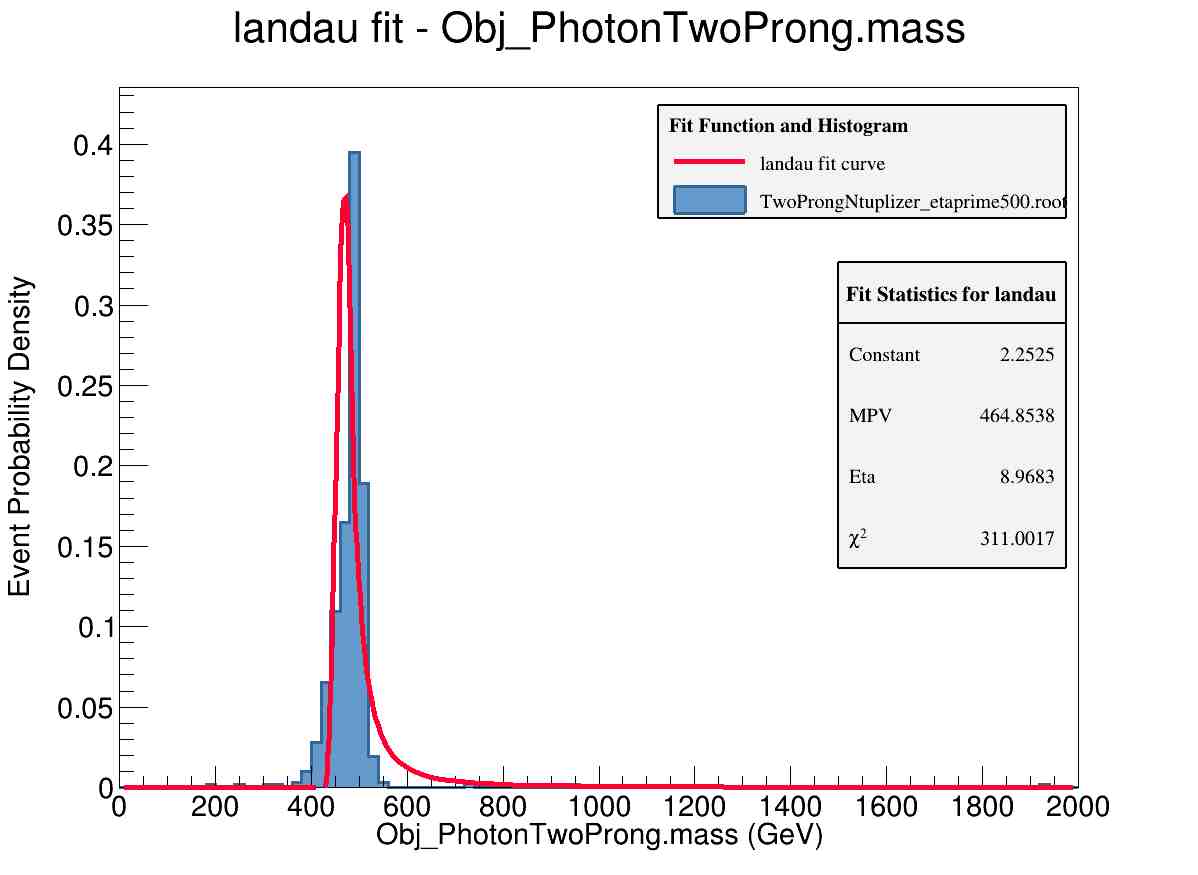 landau fit - Obj_PhotonTwoProng.mass
Fit Function and Histogram
landau fit curve
TwoProngNtuplizer_etaprime500.root
Fit Statistics for landau
Constant 2.2525
MPV 464.8538
Eta 8.9683
χ² 311.0017
Event Probability Density
0.4
0.35
0.3
0.25
0.2
0.15
0.1
0.05
0
0 200 400 600 800 1000 1200 1400 1600 1800 2000
Obj_PhotonTwoProng.mass (GeV)